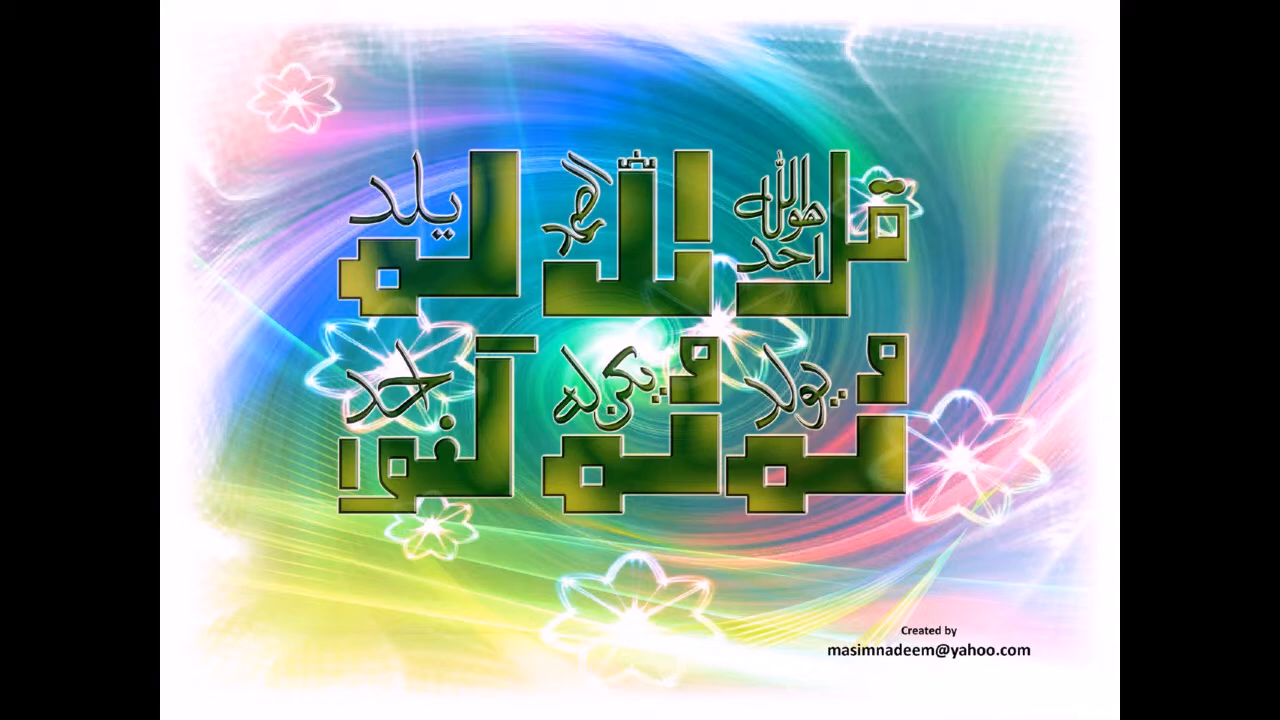 قل هو الله احد الله الصمد لم يلد
ولم يولد ولم يكن له كفوا احد
Created by
masimnadeem@yahoo.com